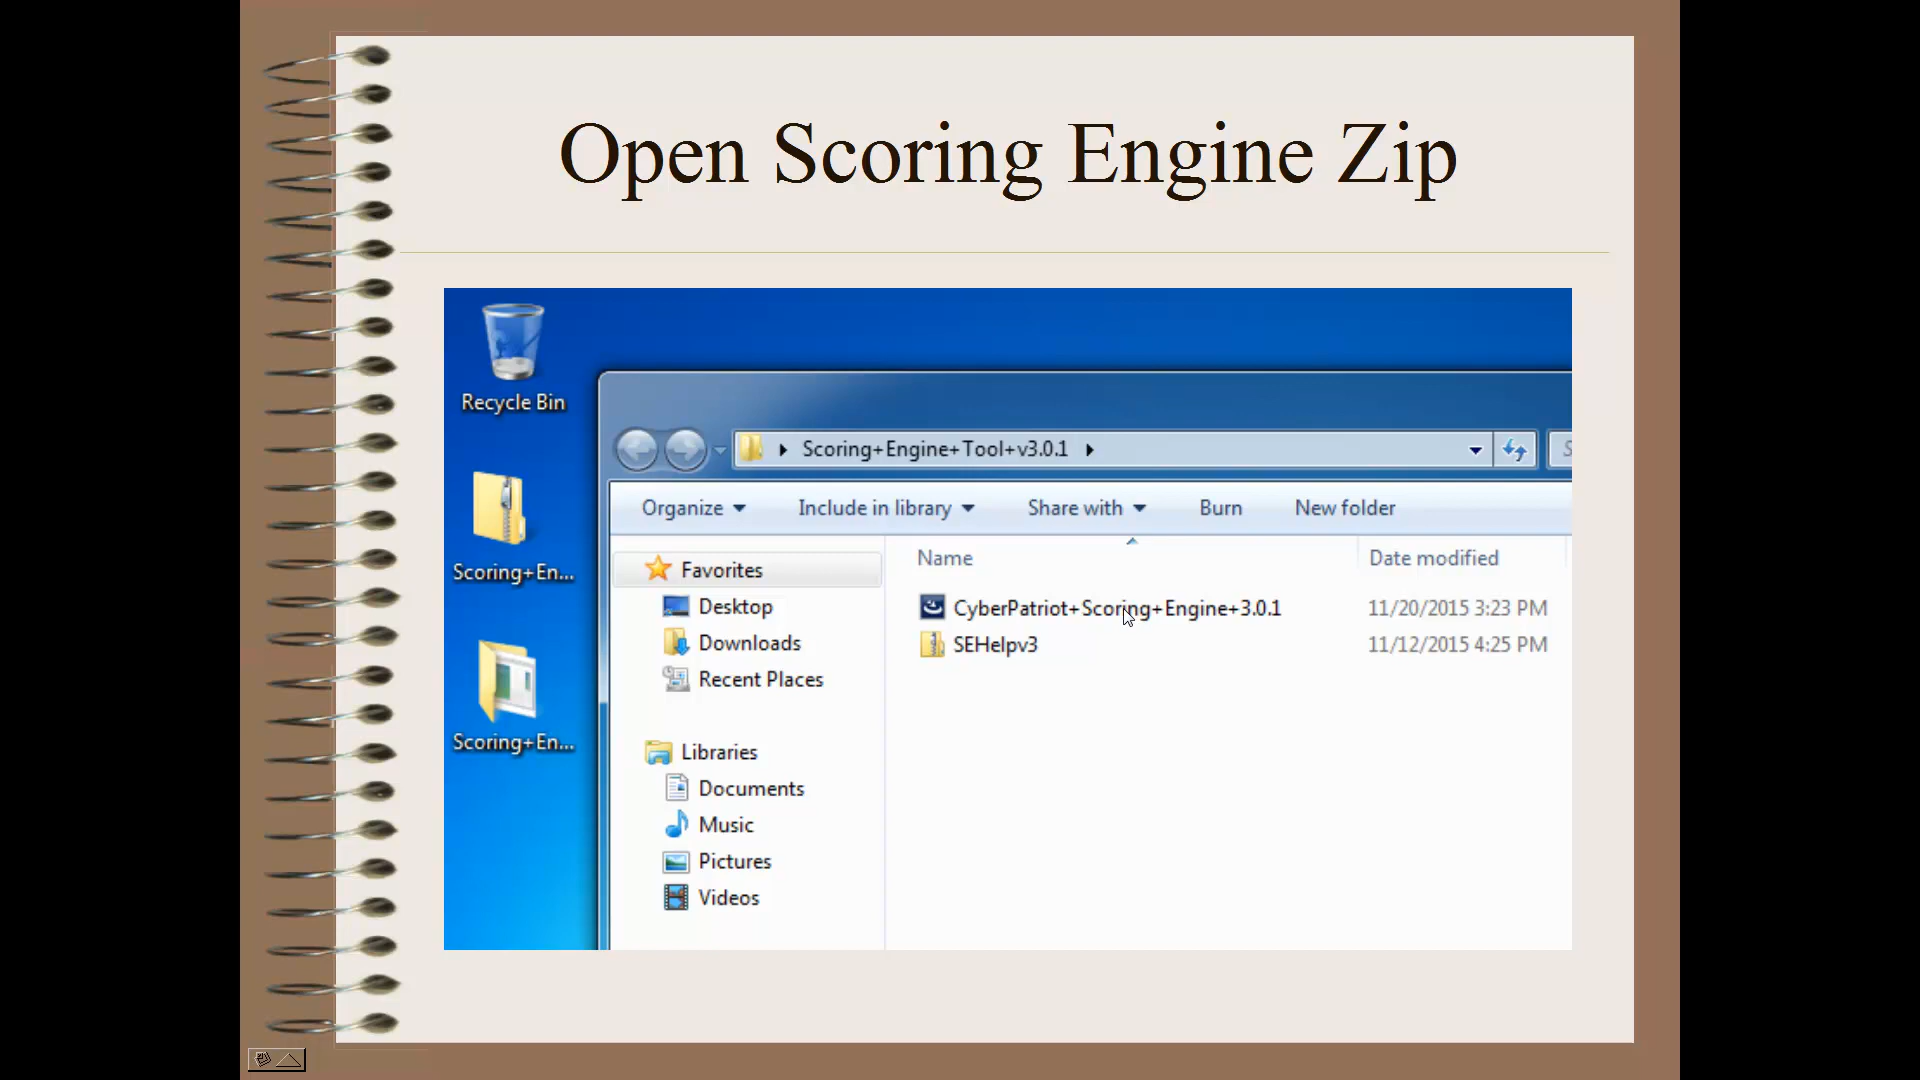 Open Scoring Engine Zip
Recycle Bin
Scoring+En...
Scoring+En...
Scoring+Engine+Tool+v3.0.1
S
Organize
Include in library
Share with
Burn
New folder
Favorites
Desktop
Downloads
Recent Places
Libraries
Documents
Music
Pictures
Videos
Name
Date modified
CyberPatriot+Scoring+Engine+3.0.1
11/20/2015 3:23 PM
SEHelpv3
11/12/2015 4:25 PM